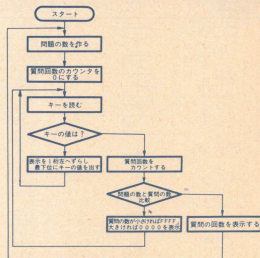 スタート
問題の数を作る
質問回数のカウンタを
0にする
キーを読む
キーの値は?
表示を1桁左へずらし
最下位にキーの値を出す
質問回数を
カウントする
問題の数と質問の数
比較
質問の数が小さければFFFF,
大きければ0000を表示
質問の回数を表示する